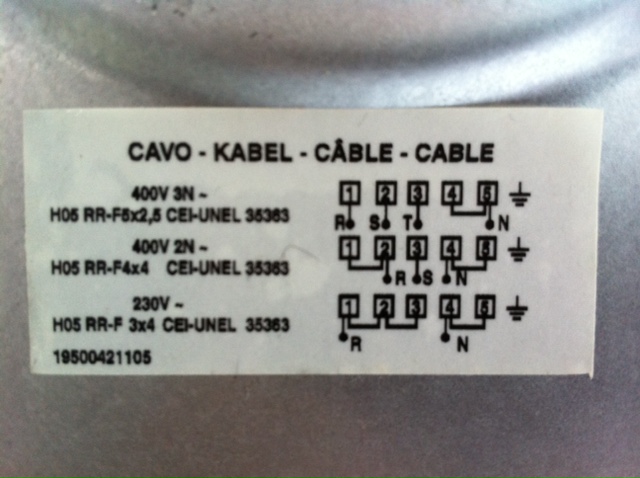 CAVO - KABEL - CÂBLE - CABLE
400V 3N ~
H05 RR-F5x2,5 CEI-UNEL 35363
1 2 3 4 5
R S T N
400V 2N ~
H05 RR-F4x4 CEI-UNEL 35363
1 2 3 4 5
R S N
230V ~
H05 RR-F 3x4 CEI-UNEL 35363
1 2 3 4 5
R N
19500421105